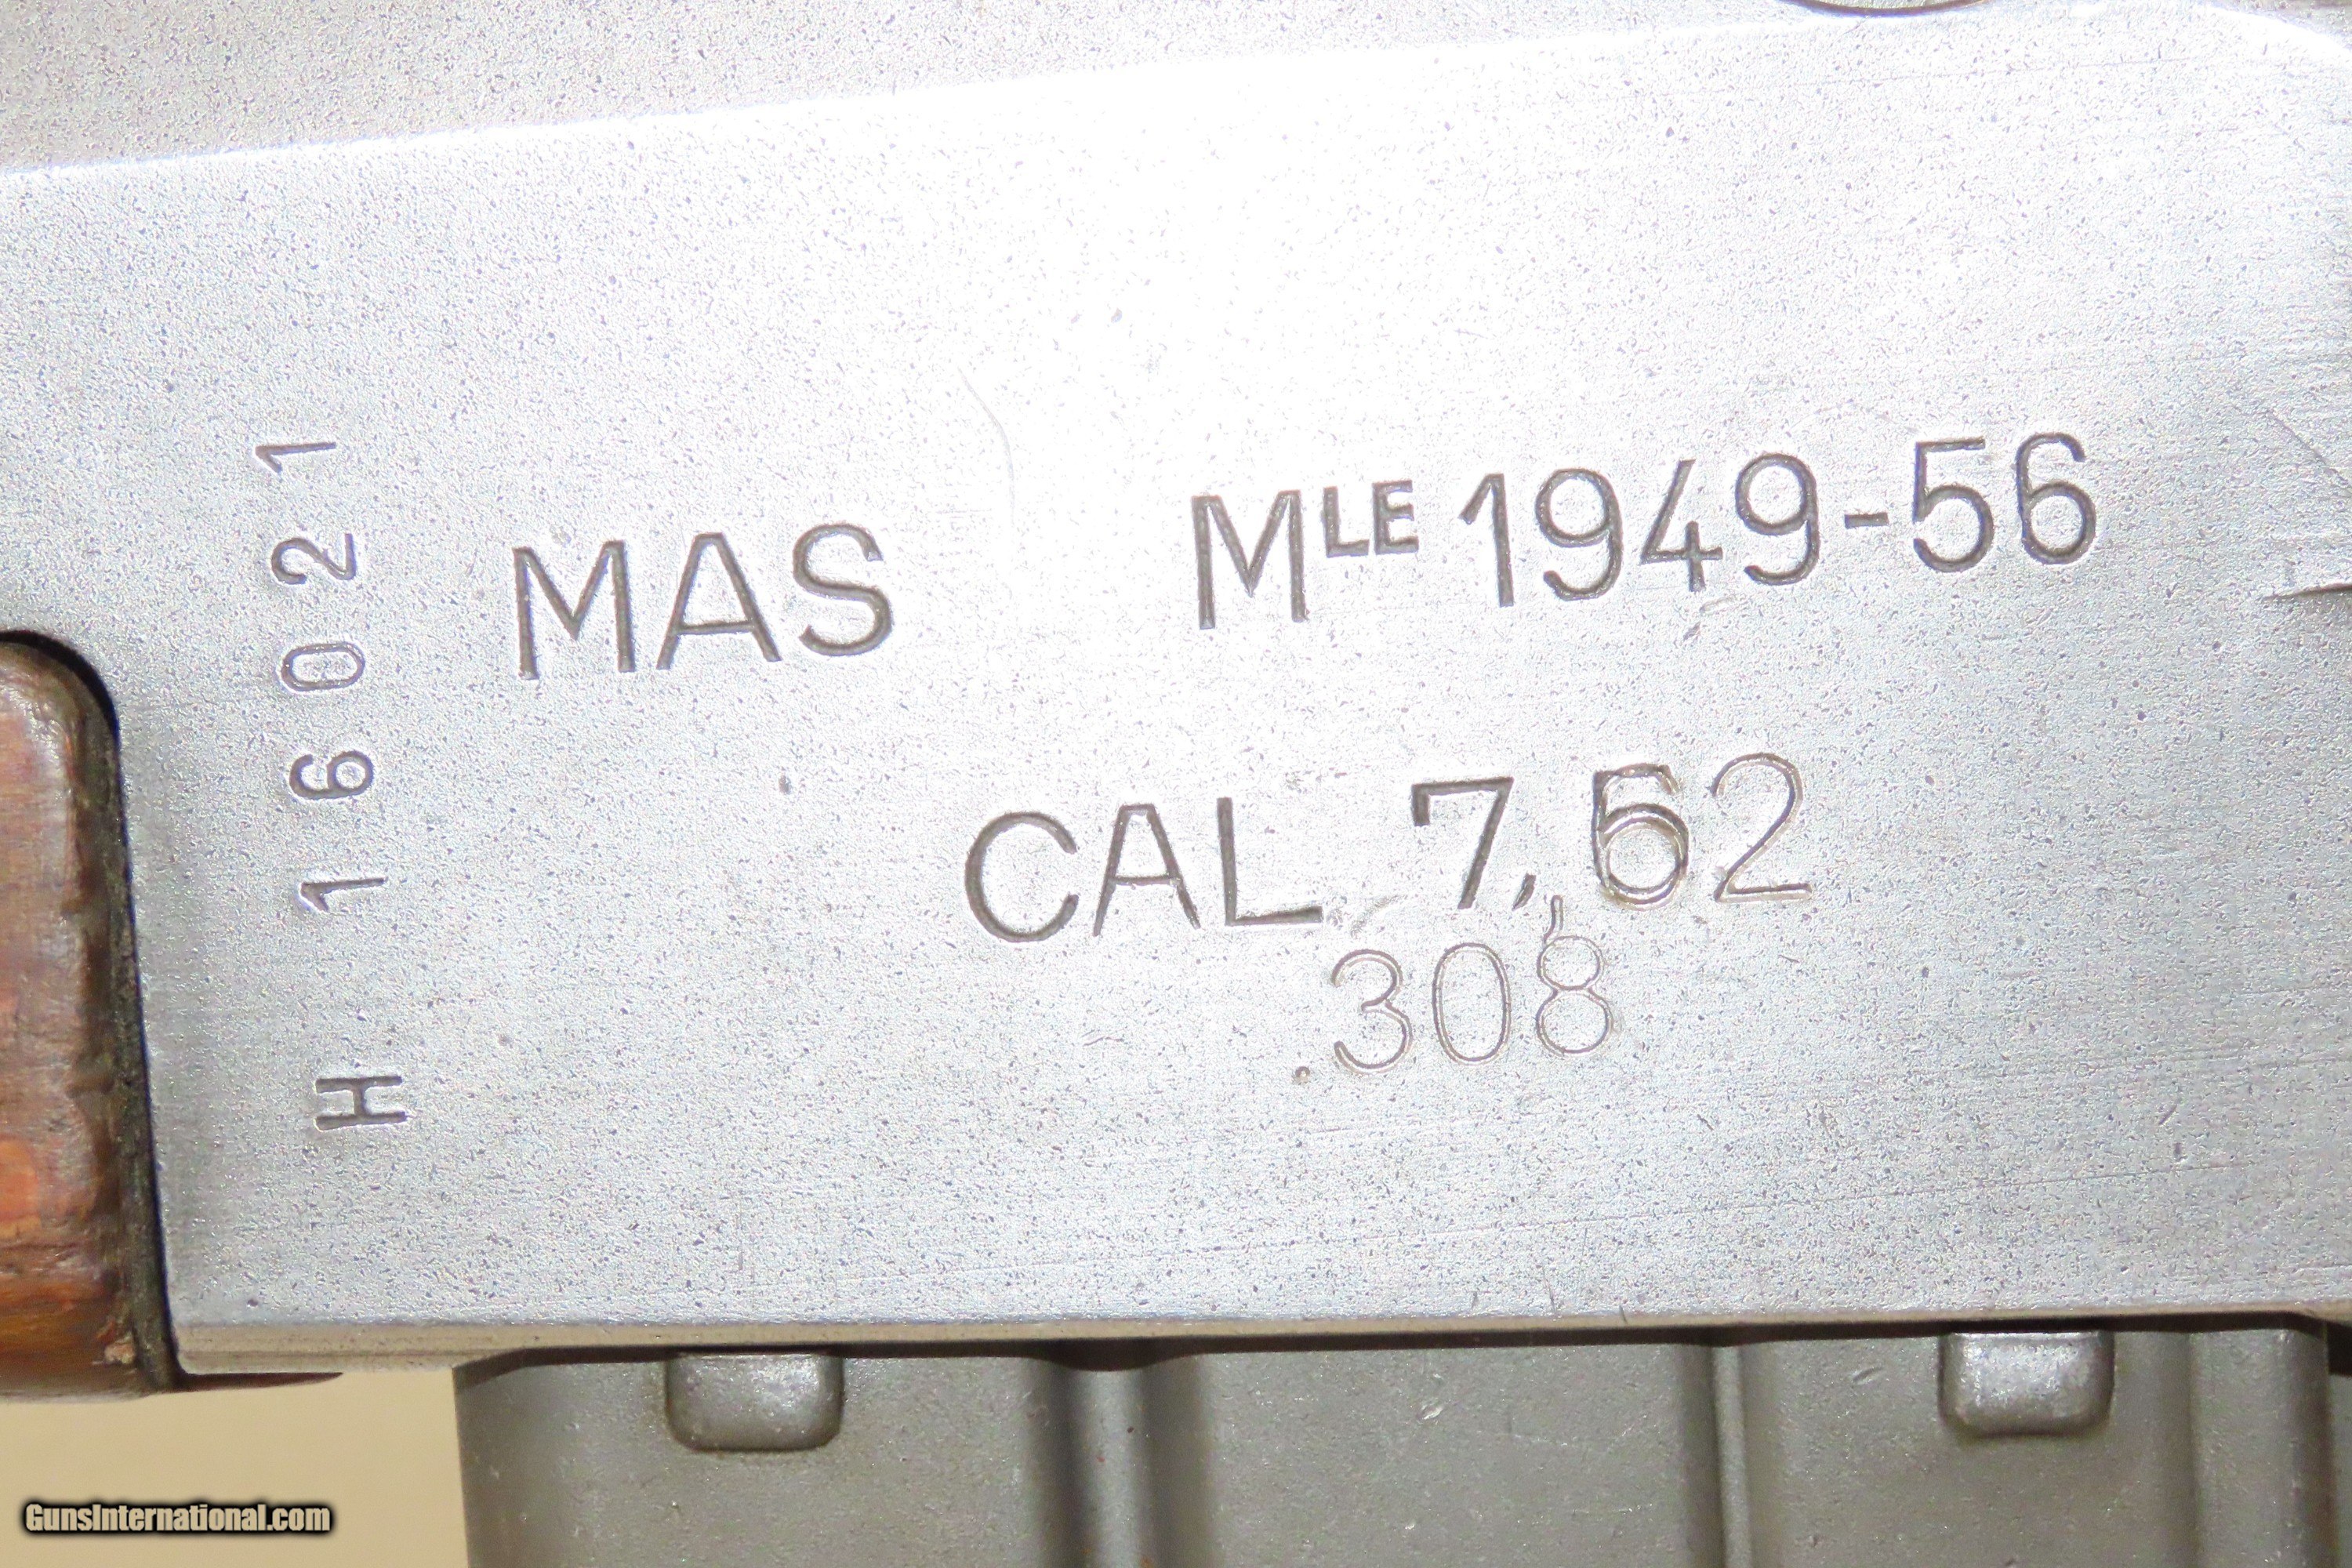 H 16021
MAS MLE 1949-56
CAL. 7,62
.308
GunsInternational.com